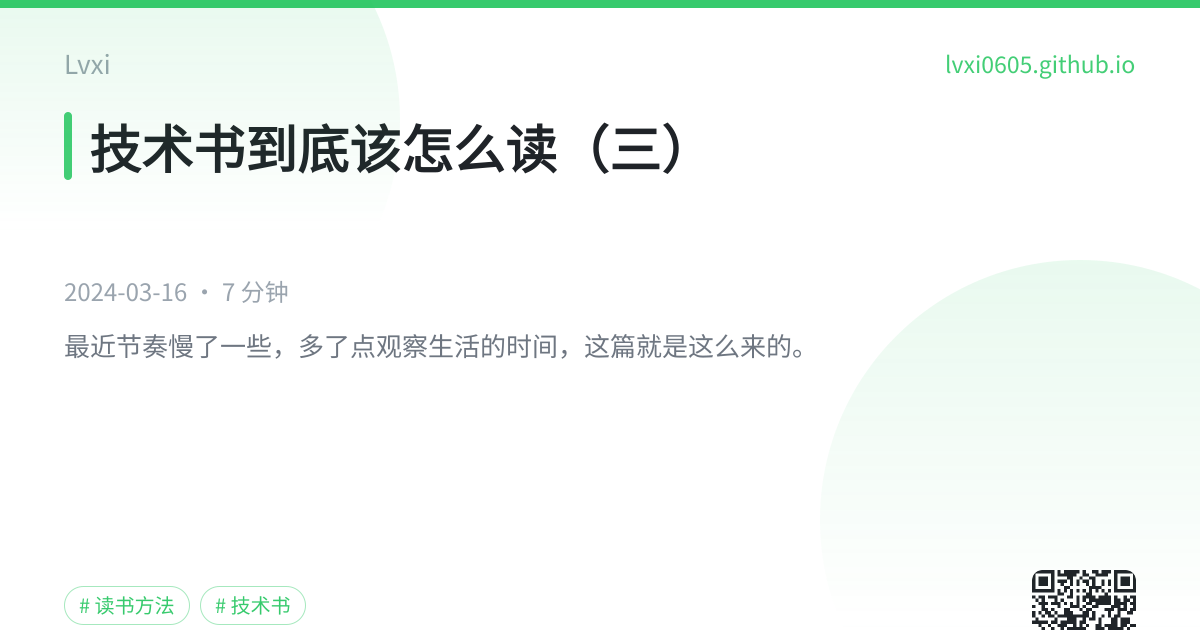 Lvxi
lvxi0605.github.io
技术书到底该怎么读（三）
2024-03-16 · 7 分钟
最近节奏慢了一些，多了点观察生活的时间，这篇就是这么来的。
# 读书方法
# 技术书